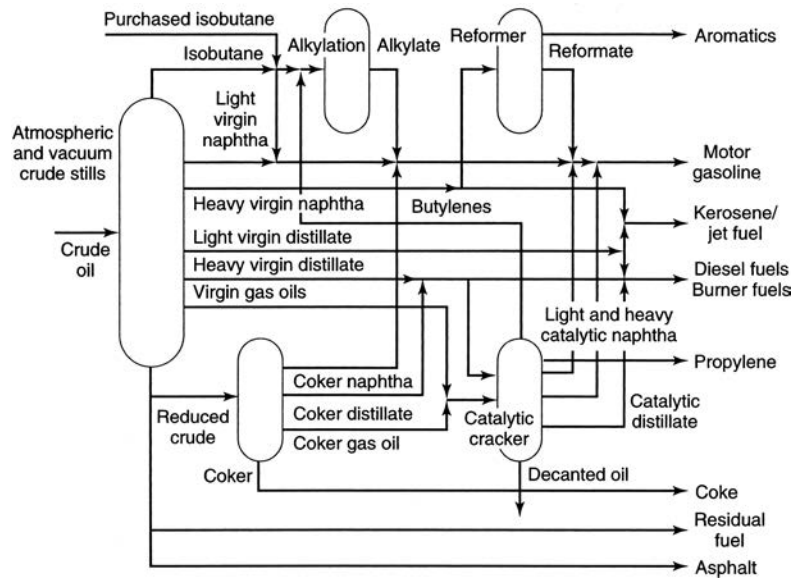 Purchased isobutane
Isobutane
Alkylation
Alkylate
Reformer
Reformate
Aromatics
Light
virgin
naphtha
Atmospheric
and vacuum
crude stills
Motor
gasoline
Heavy virgin naphtha
Butylenes
Kerosene/
jet fuel
Crude
oil
Light virgin distillate
Heavy virgin distillate
Virgin gas oils
Diesel fuels
Burner fuels
Light and heavy
catalytic naphtha
Propylene
Coker naphtha
Reduced
crude
Coker distillate
Coker gas oil
Catalytic
cracker
Catalytic
distillate
Coker
Decanted oil
Coke
Residual
fuel
Asphalt